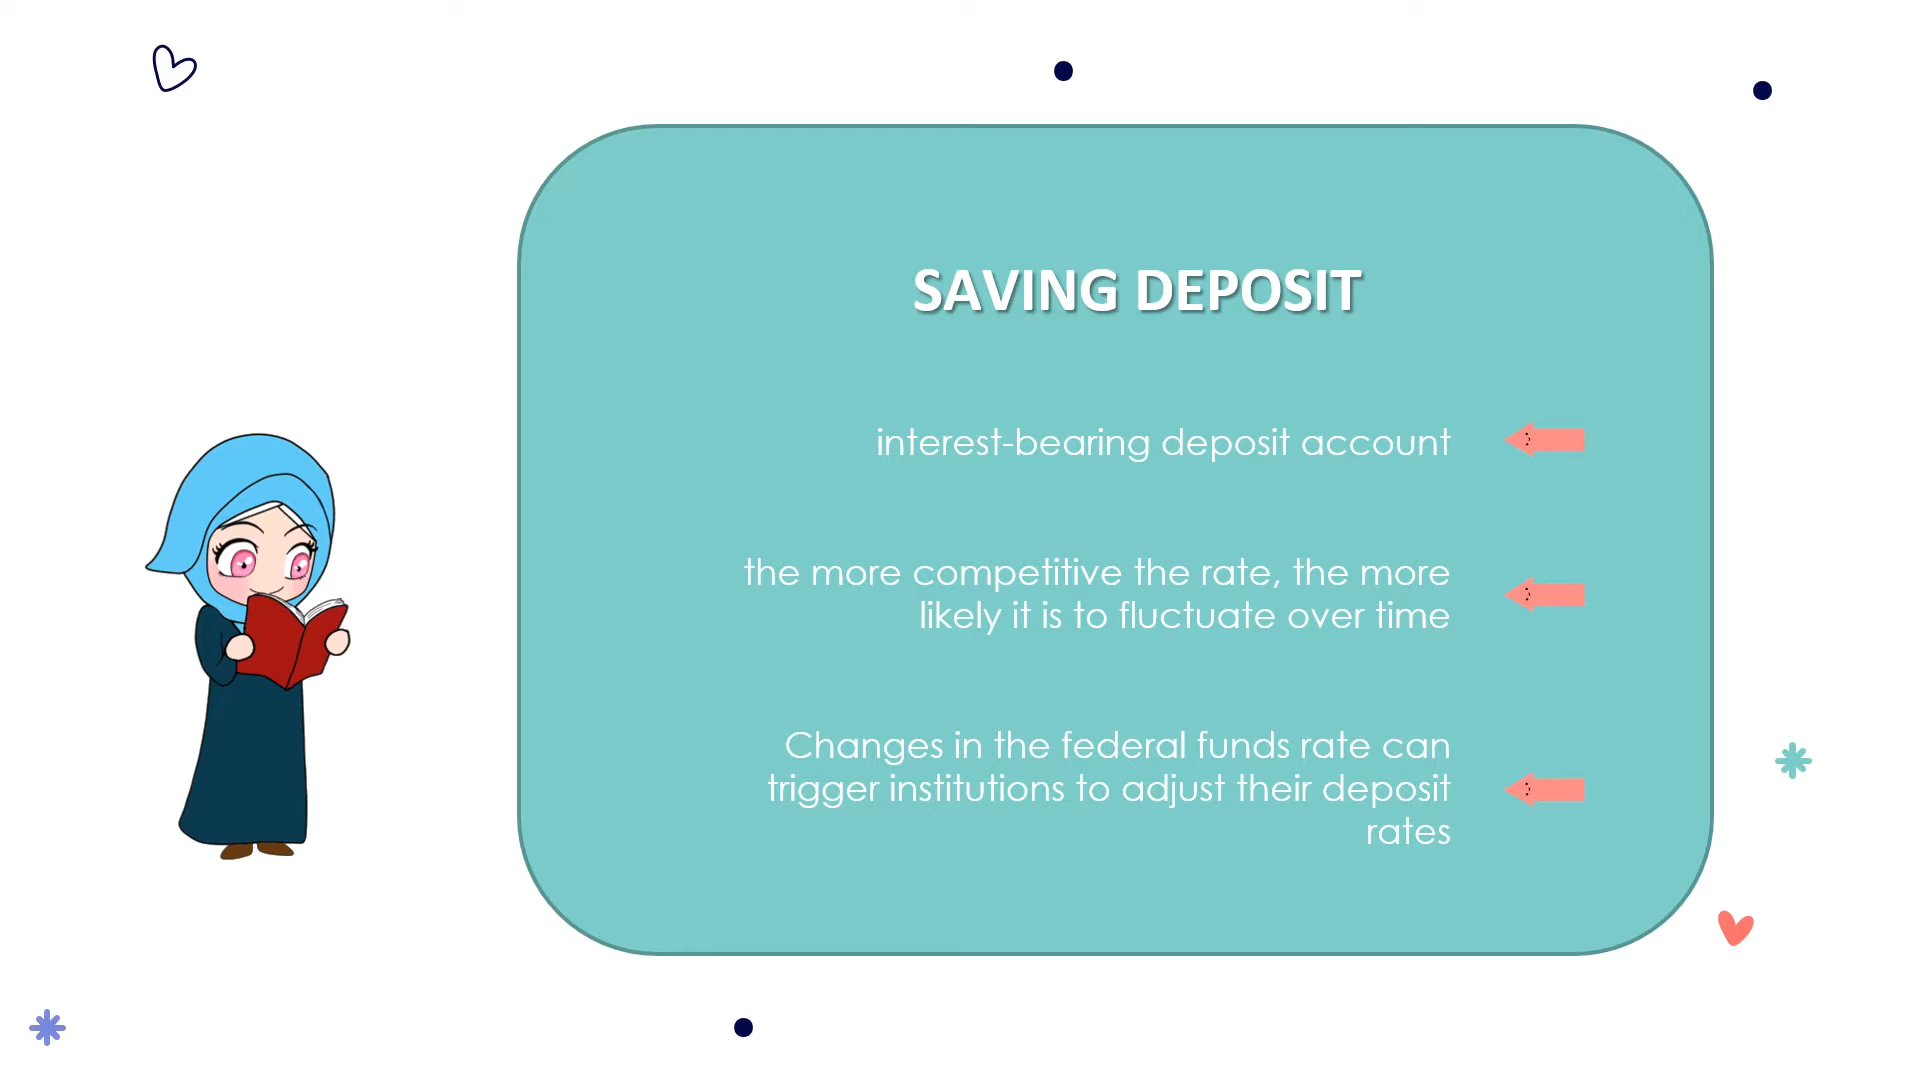 SAVING DEPOSIT
interest-bearing deposit account
the more competitive the rate, the more
likely it is to fluctuate over time
Changes in the federal funds rate can
trigger institutions to adjust their deposit
rates